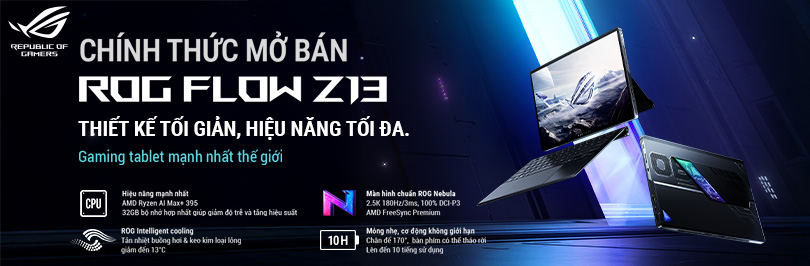 REPUBLIC OF
GAMERS
CHÍNH THỨC MỞ BÁN
ROG FLOW Z13
THIẾT KẾ TỐI GIẢN, HIỆU NĂNG TỐI ĐA.
Gaming tablet mạnh nhất thế giới
CPU
Hiệu năng mạnh nhất
AMD Ryzen AI Max+ 395
32GB bộ nhớ hợp nhất giúp giảm độ trễ và tăng hiệu suất
N
Màn hình chuẩn ROG Nebula
2.5K 180Hz/3ms, 100% DCI-P3
AMD FreeSync Premium
ROG Intelligent cooling
Tản nhiệt buồng hơi & keo kim loại lỏng
giảm đến 13°C
10H
Mỏng nhẹ, cơ động không giới hạn
Chân đế 170°, bàn phím có thể tháo rời
Lên đến 10 tiếng sử dụng